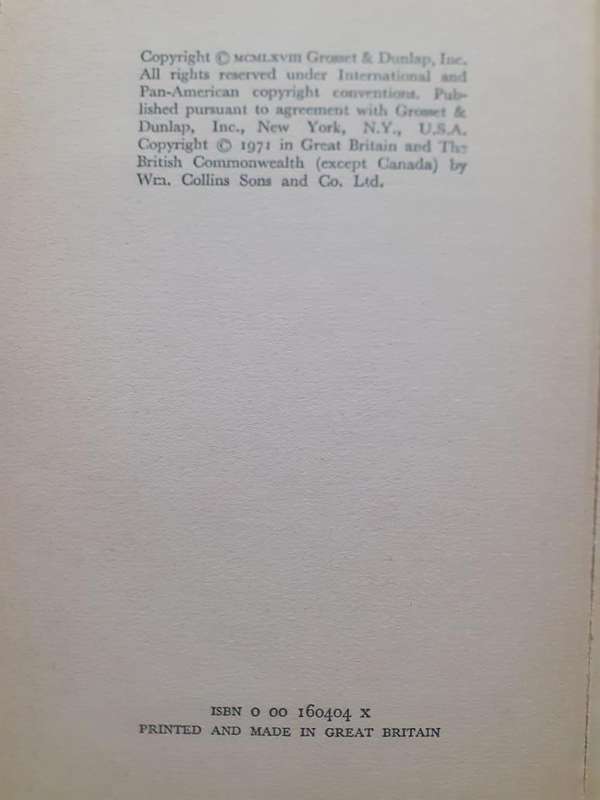 Copyright © MCMLXVIII Grosset & Dunlap, Inc.
All rights reserved under International and
Pan-American copyright conventions. Pub-
lished pursuant to agreement with Grosset &
Dunlap, Inc., New York, N.Y., U.S.A.
Copyright © 1971 in Great Britain and The
British Commonwealth (except Canada) by
Wm. Collins Sons and Co. Ltd.
ISBN 0 00 160404 X
PRINTED AND MADE IN GREAT BRITAIN